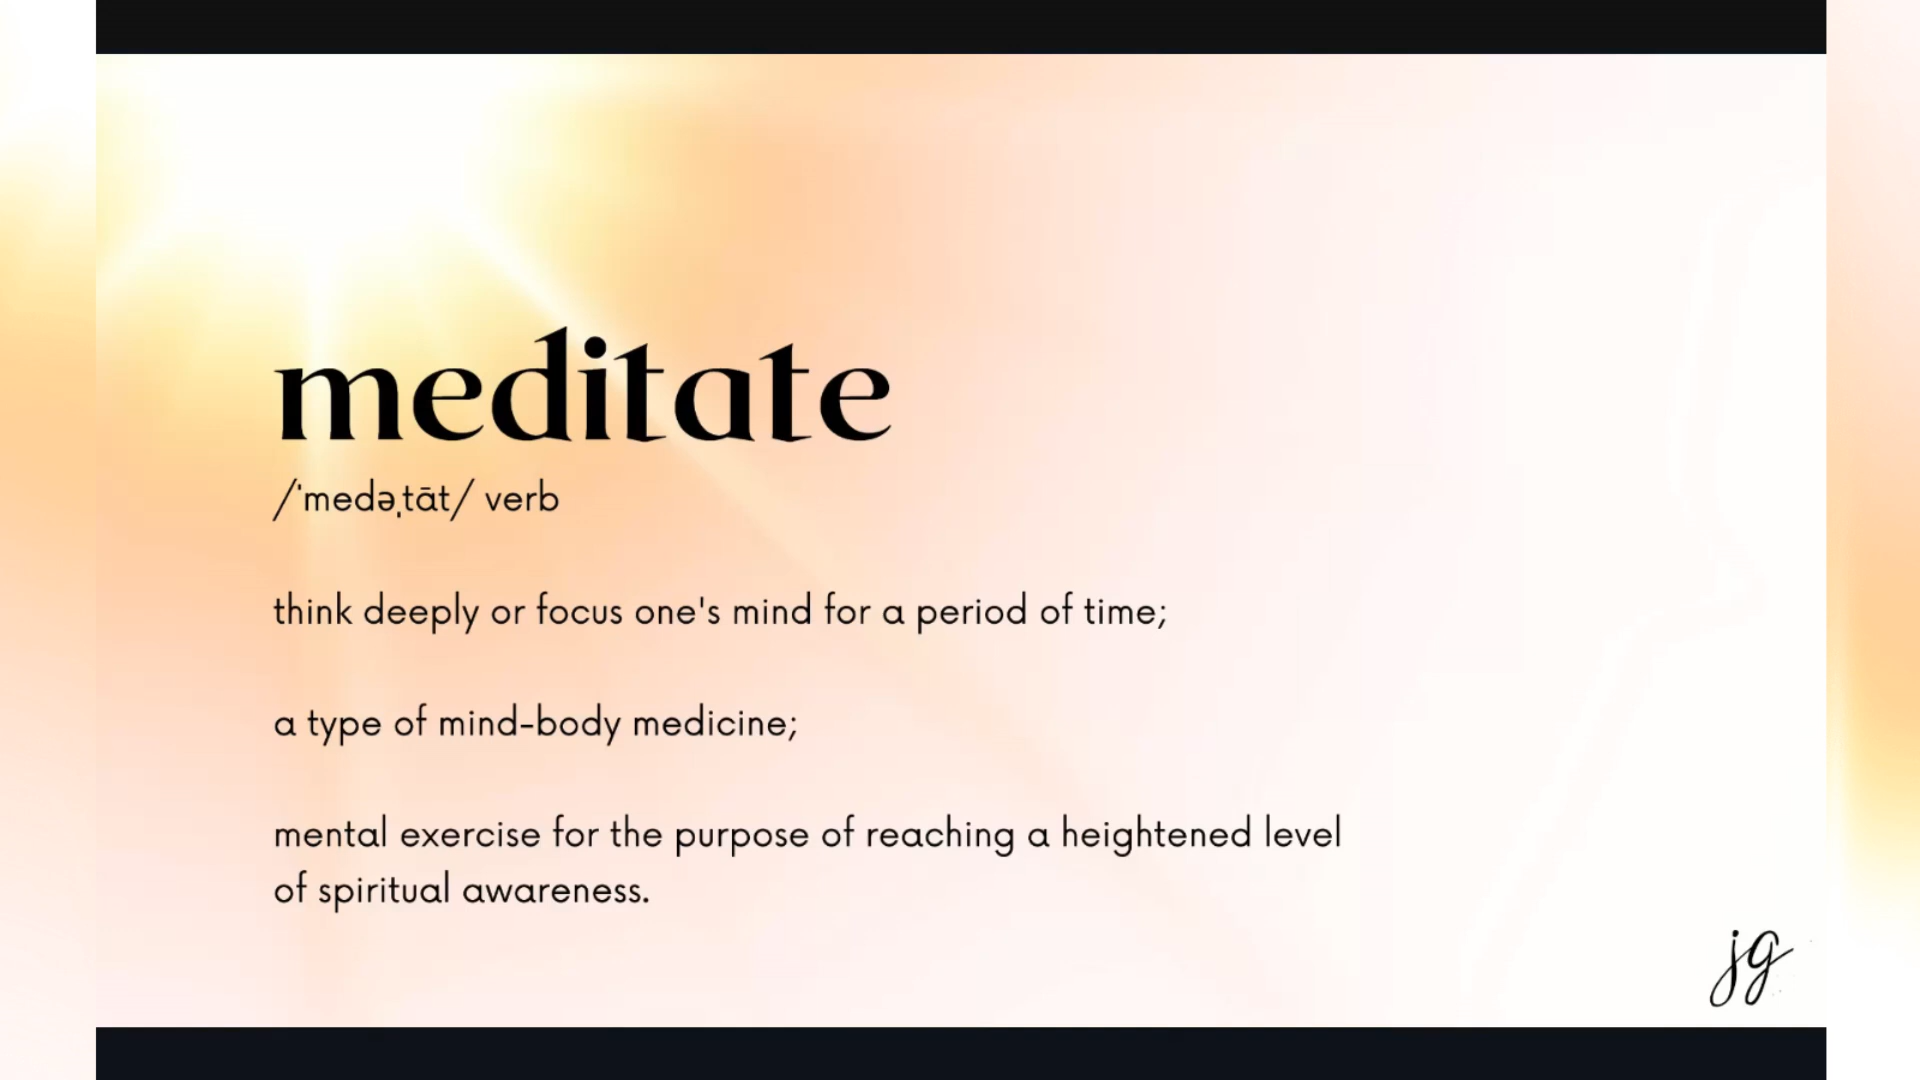 meditate
/ˈmedəˌtāt/ verb
think deeply or focus one's mind for a period of time;
a type of mind-body medicine;
mental exercise for the purpose of reaching a heightened level
of spiritual awareness.
jg